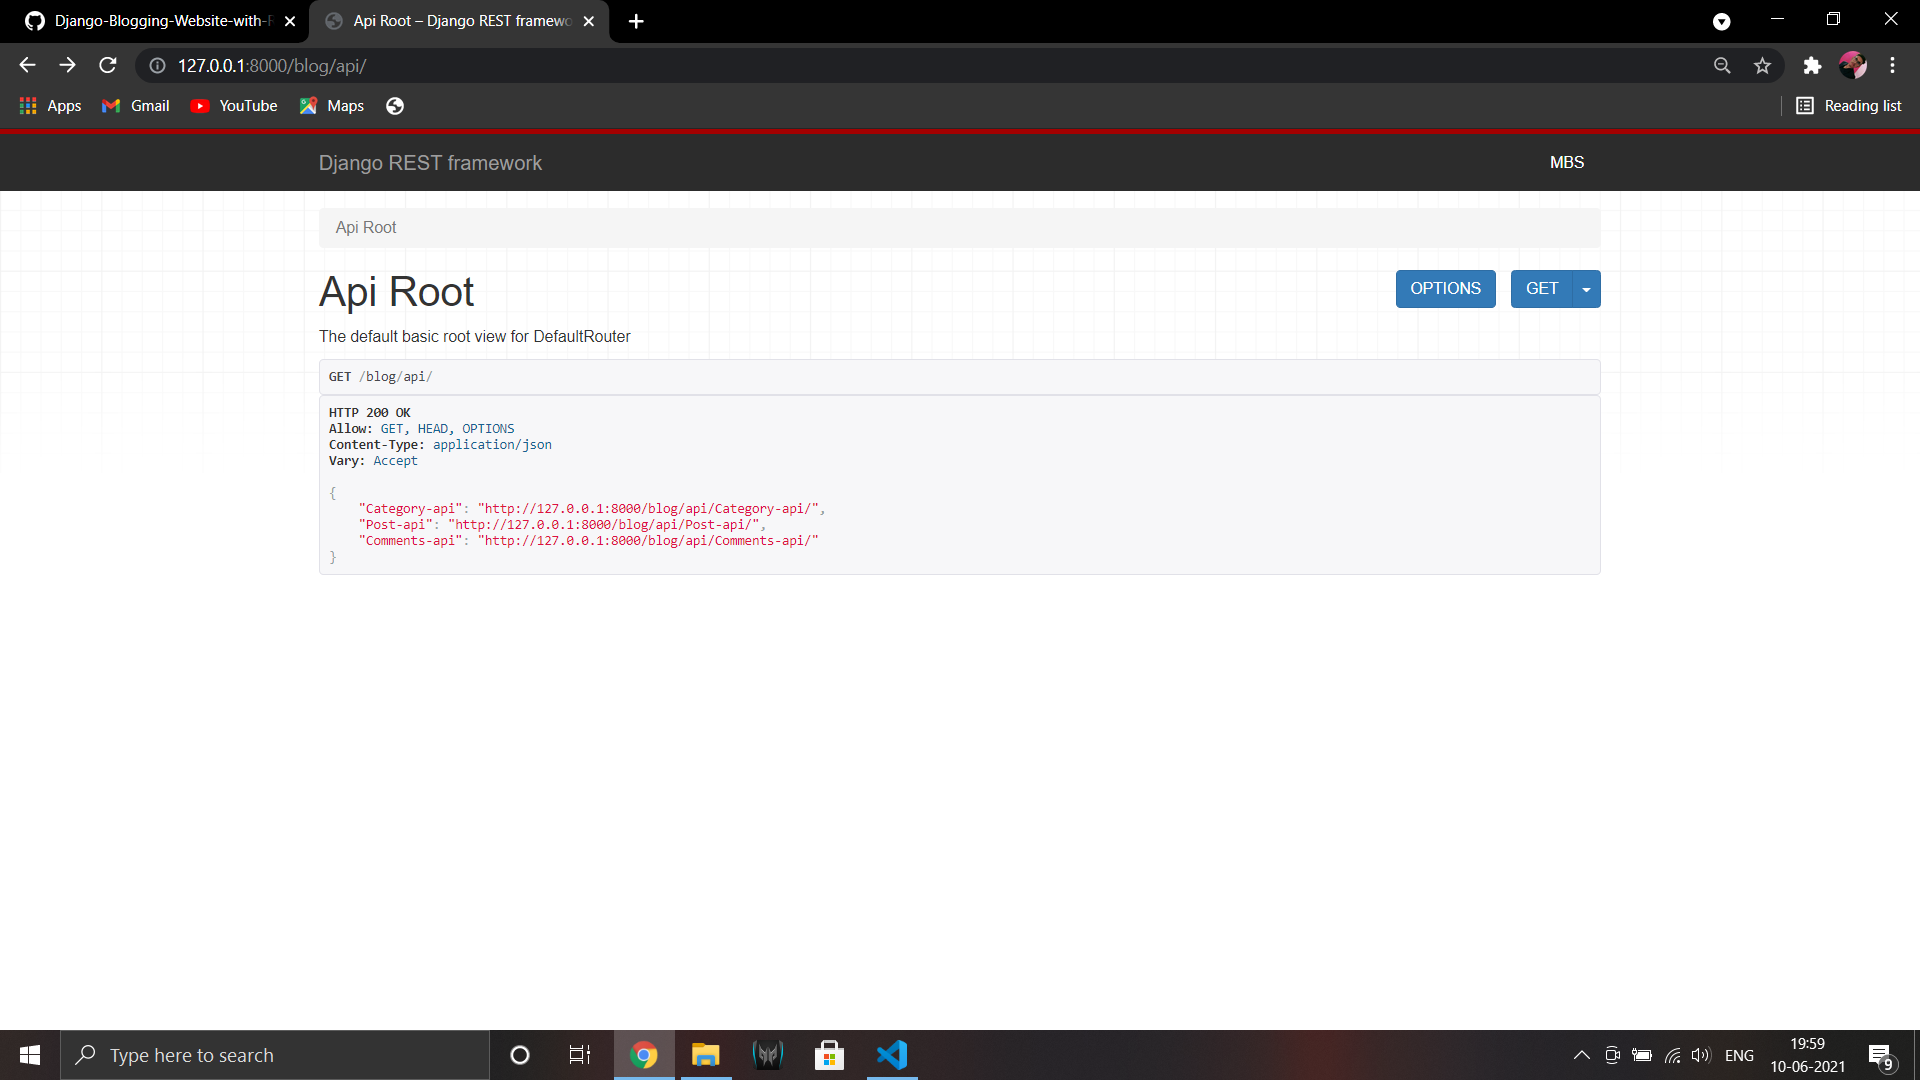 Django-Blogging-Website-with-R
Api Root – Django REST framewo
127.0.0.1:8000/blog/api/
Apps
Gmail
YouTube
Maps
Reading list
Django REST framework
MBS
Api Root
Api Root
OPTIONS
GET
The default basic root view for DefaultRouter
GET /blog/api/
HTTP 200 OK
Allow: GET, HEAD, OPTIONS
Content-Type: application/json
Vary: Accept
{
"Category-api": "http://127.0.0.1:8000/blog/api/Category-api/",
"Post-api": "http://127.0.0.1:8000/blog/api/Post-api/",
"Comments-api": "http://127.0.0.1:8000/blog/api/Comments-api/"
}
Type here to search
ENG
19:59
10-06-2021
9